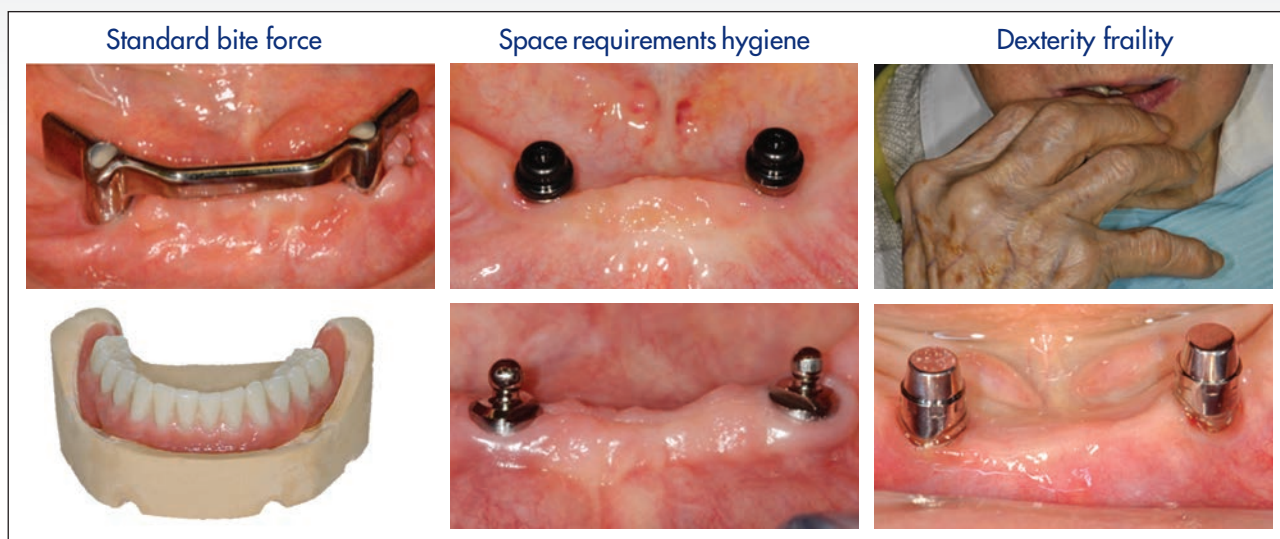 Standard bite force
Space requirements hygiene
Dexterity fraility